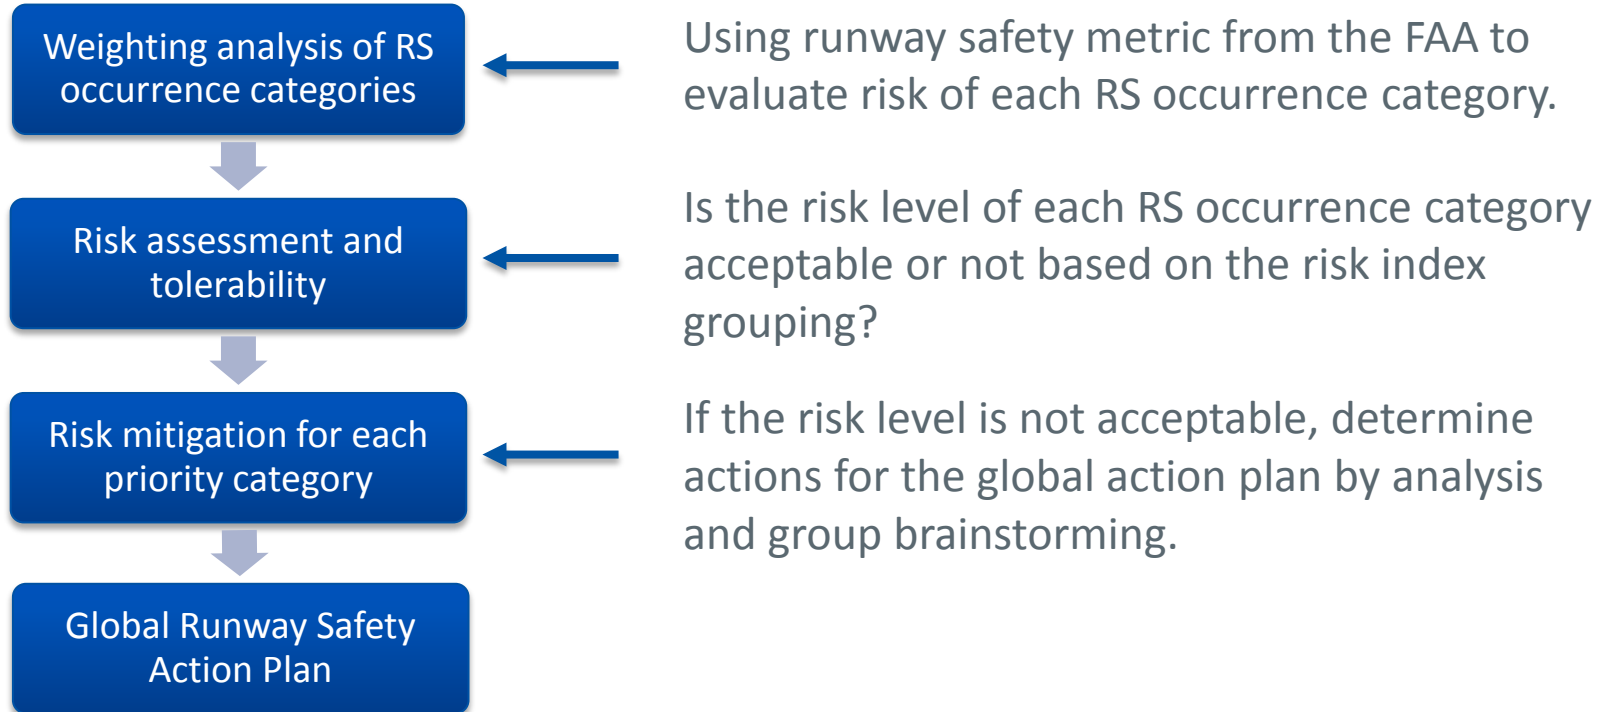 Weighting analysis of RS
occurrence categories
Using runway safety metric from the FAA to
evaluate risk of each RS occurrence category.
Risk assessment and
tolerability
Is the risk level of each RS occurrence category
acceptable or not based on the risk index
grouping?
Risk mitigation for each
priority category
If the risk level is not acceptable, determine
actions for the global action plan by analysis
and group brainstorming.
Global Runway Safety
Action Plan